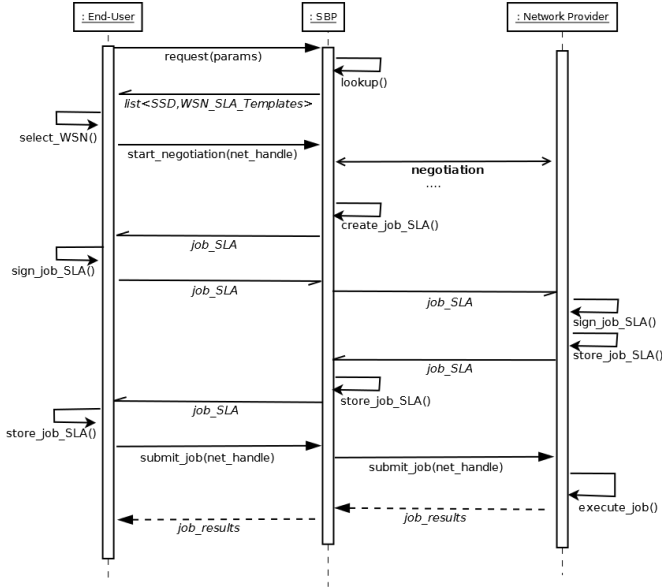 : End-User
: SBP
: Network Provider
request(params)
lookup()
list<SSD,WSN_SLA_Templates>
select_WSN()
start_negotiation(net_handle)
negotiation
....
create_job_SLA()
job_SLA
sign_job_SLA()
job_SLA
job_SLA
sign_job_SLA()
store_job_SLA()
job_SLA
store_job_SLA()
job_SLA
store_job_SLA()
submit_job(net_handle)
submit_job(net_handle)
execute_job()
job_results
job_results